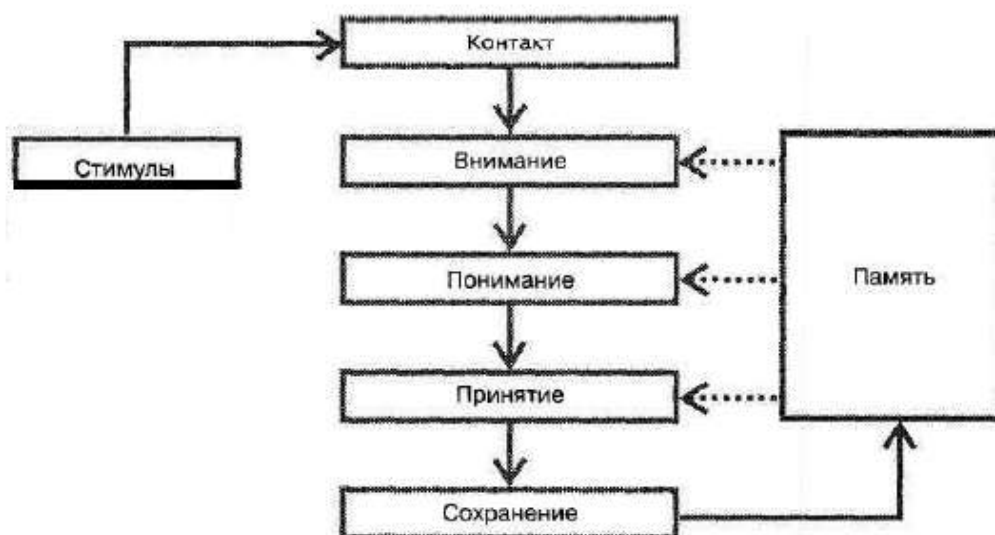 Контакт
Стимулы
Внимание
Понимание
Память
Принятие
Сохранение